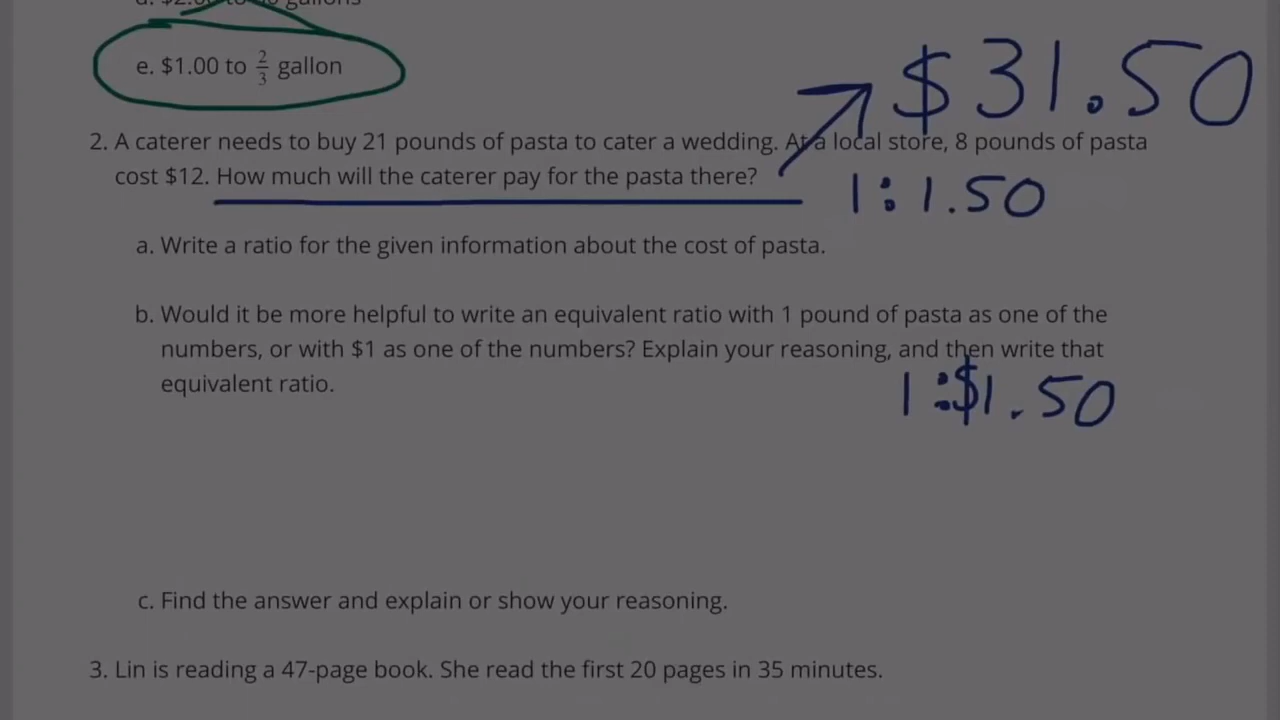 e. $1.00 to 2/3 gallon
$31.50
2. A caterer needs to buy 21 pounds of pasta to cater a wedding. At a local store, 8 pounds of pasta
cost $12. How much will the caterer pay for the pasta there?
1:1.50
a. Write a ratio for the given information about the cost of pasta.
b. Would it be more helpful to write an equivalent ratio with 1 pound of pasta as one of the
numbers, or with $1 as one of the numbers? Explain your reasoning, and then write that
equivalent ratio.
1:$1.50
c. Find the answer and explain or show your reasoning.
3. Lin is reading a 47-page book. She read the first 20 pages in 35 minutes.